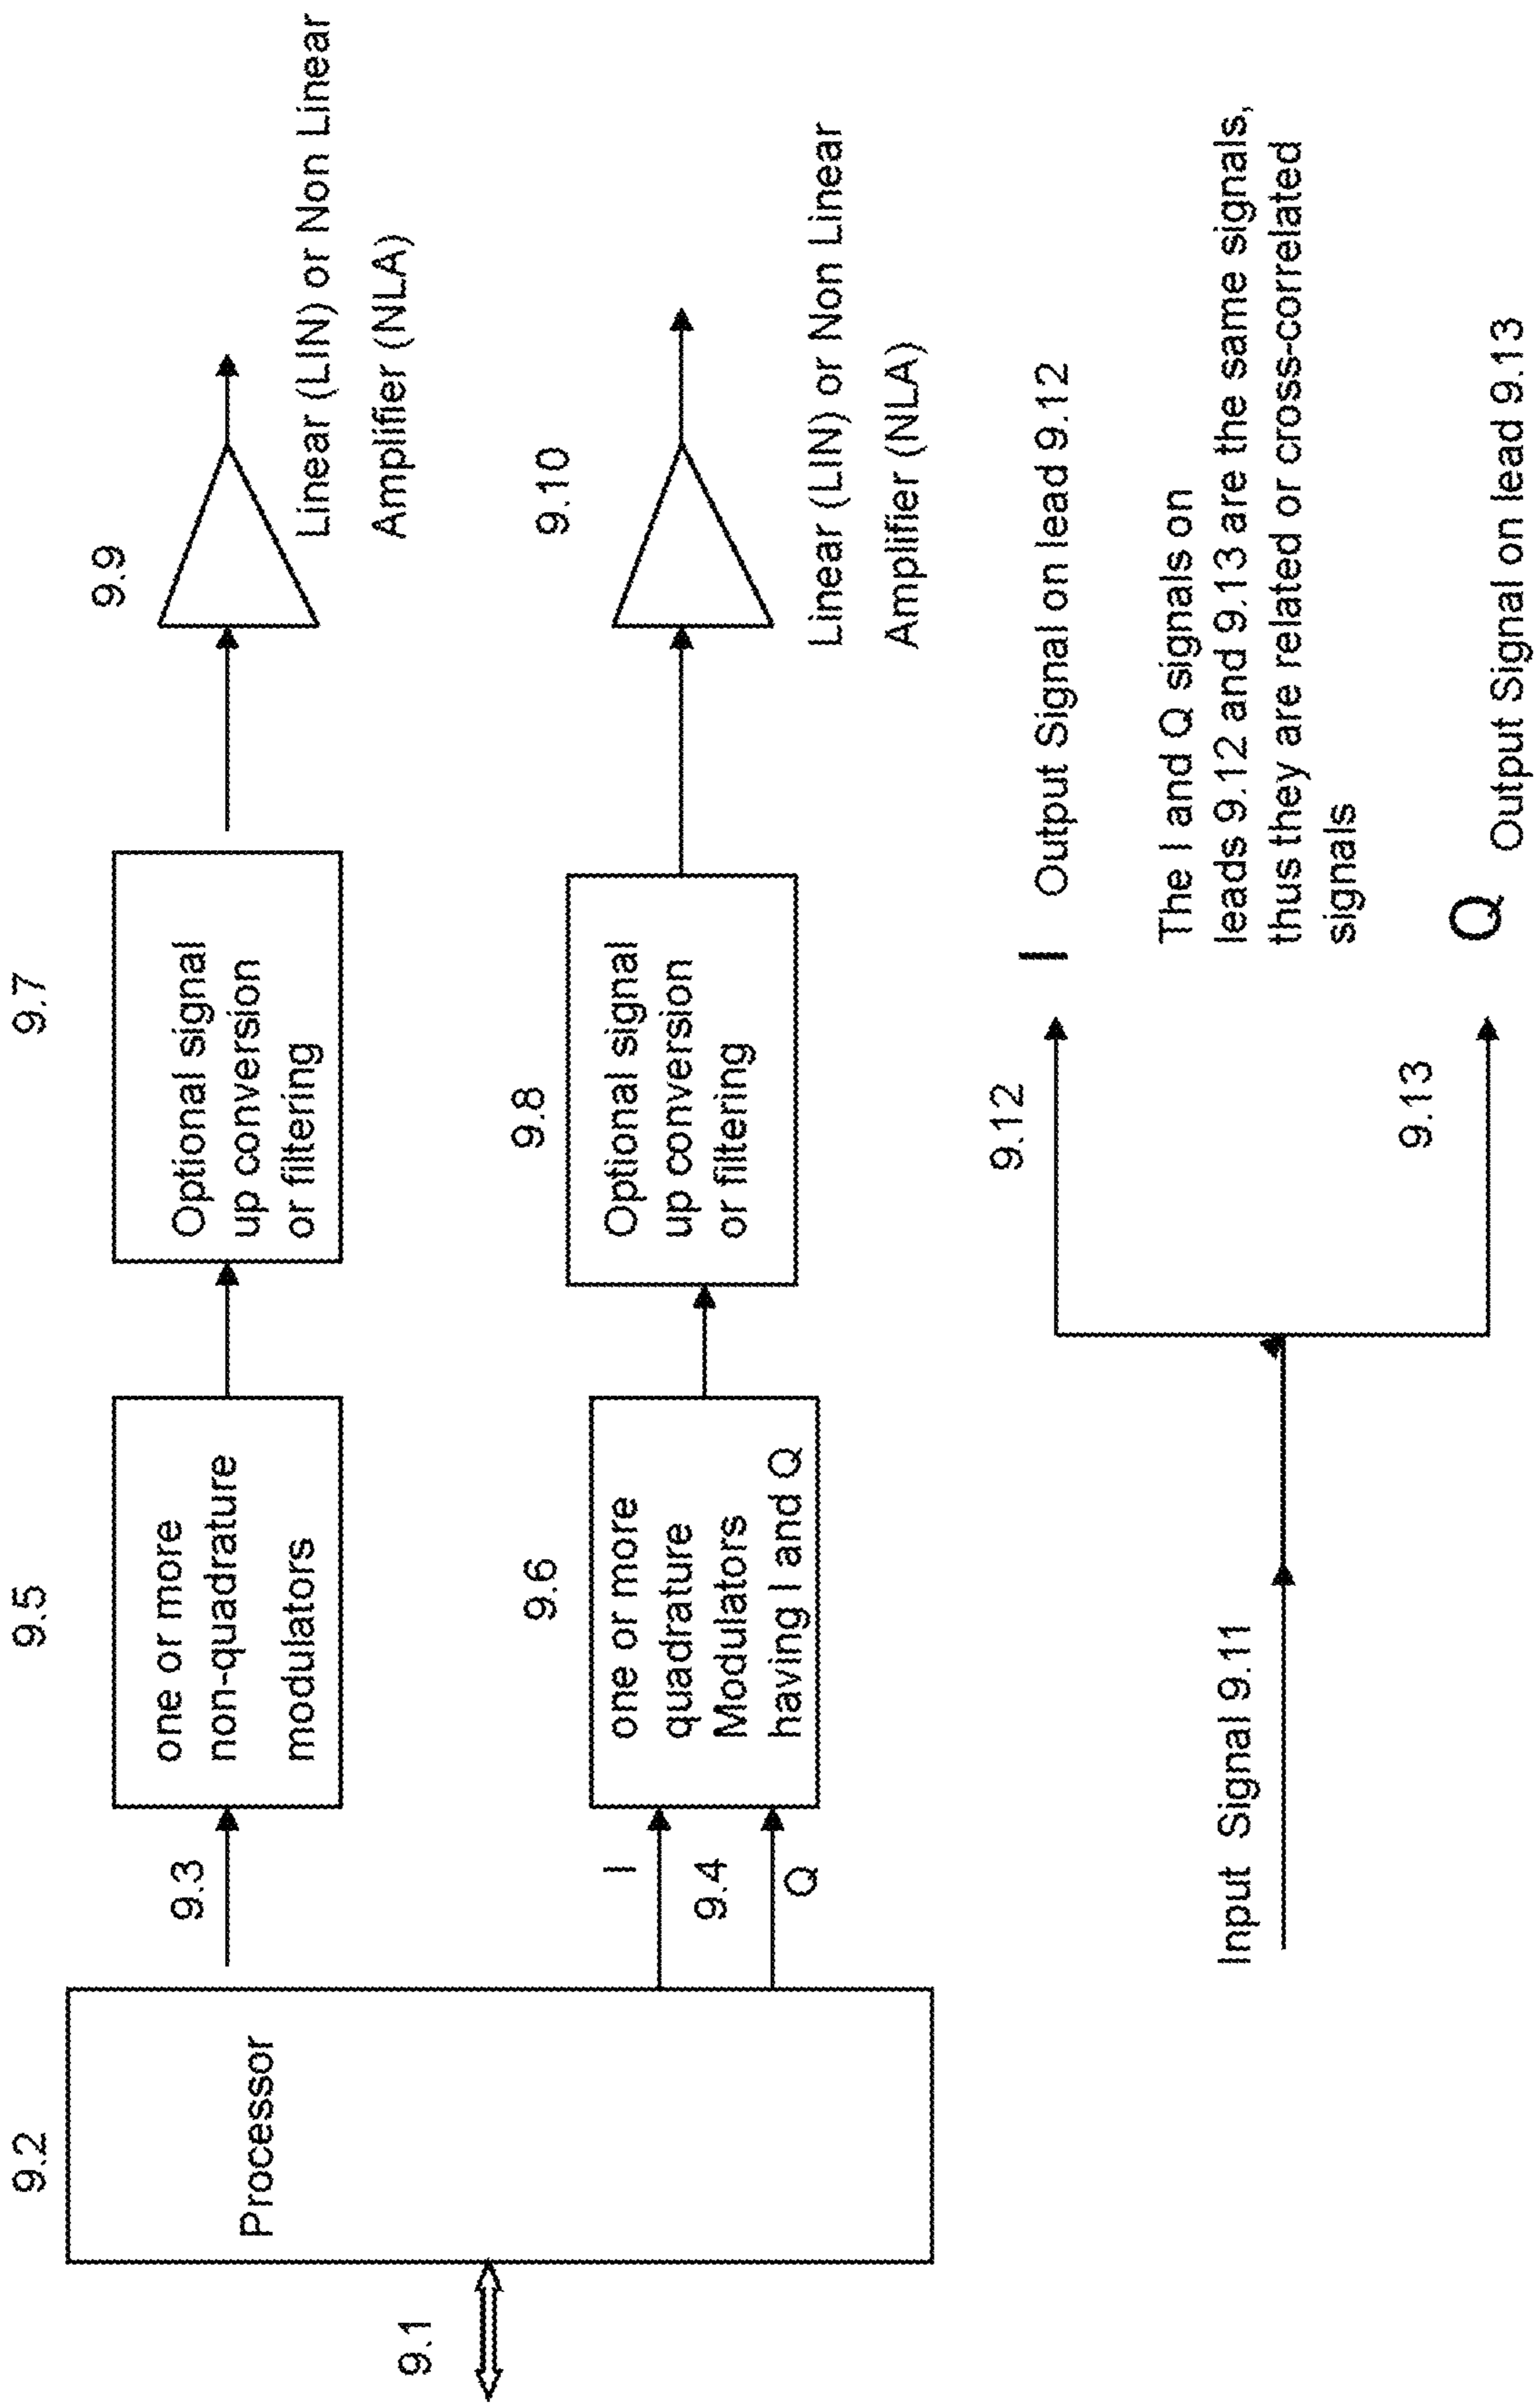 9.1
9.2
Processor
9.3
9.5
one or more
non-quadrature
modulators
9.7
Optional signal
up conversion
or filtering
9.9
Linear (LIN) or Non Linear
Amplifier (NLA)
I
9.4
Q
9.6
one or more
quadrature
Modulators
having I and Q
9.8
Optional signal
up conversion
or filtering
9.10
Linear (LIN) or Non Linear
Amplifier (NLA)
Input Signal 9.11
9.12
I Output Signal on lead 9.12
The I and Q signals on
leads 9.12 and 9.13 are the same signals,
thus they are related or cross-correlated
signals
9.13
Q Output Signal on lead 9.13